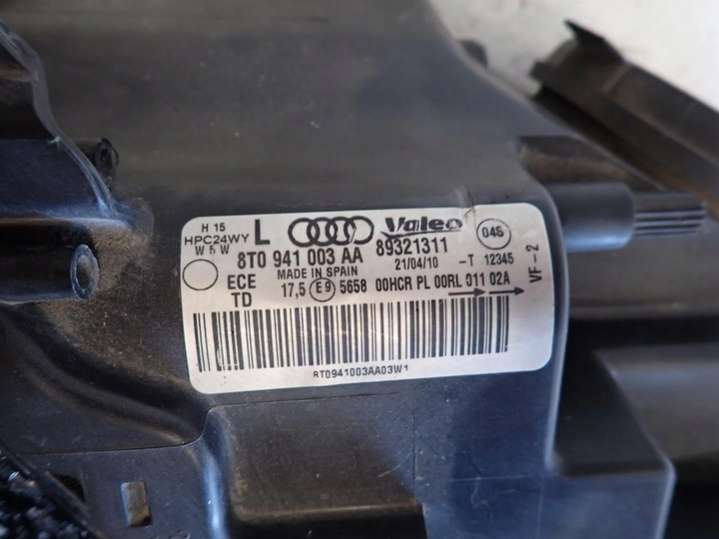 H 15
HPC24WY
W 5 W
L Valeo 045
8T0 941 003 AA 89321311
MADE IN SPAIN 21/04/10 -T 12345
ECE
TD
17,5 E9 5658 00HCR PL 00RL 011 02A
VF-2
8T0941003AA03W1